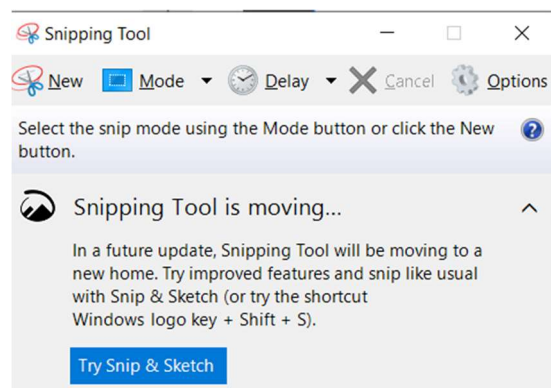 Snipping Tool
New Mode Delay Cancel Options
Select the snip mode using the Mode button or click the New
button.
Snipping Tool is moving...
In a future update, Snipping Tool will be moving to a
new home. Try improved features and snip like usual
with Snip & Sketch (or try the shortcut
Windows logo key + Shift + S).
Try Snip & Sketch